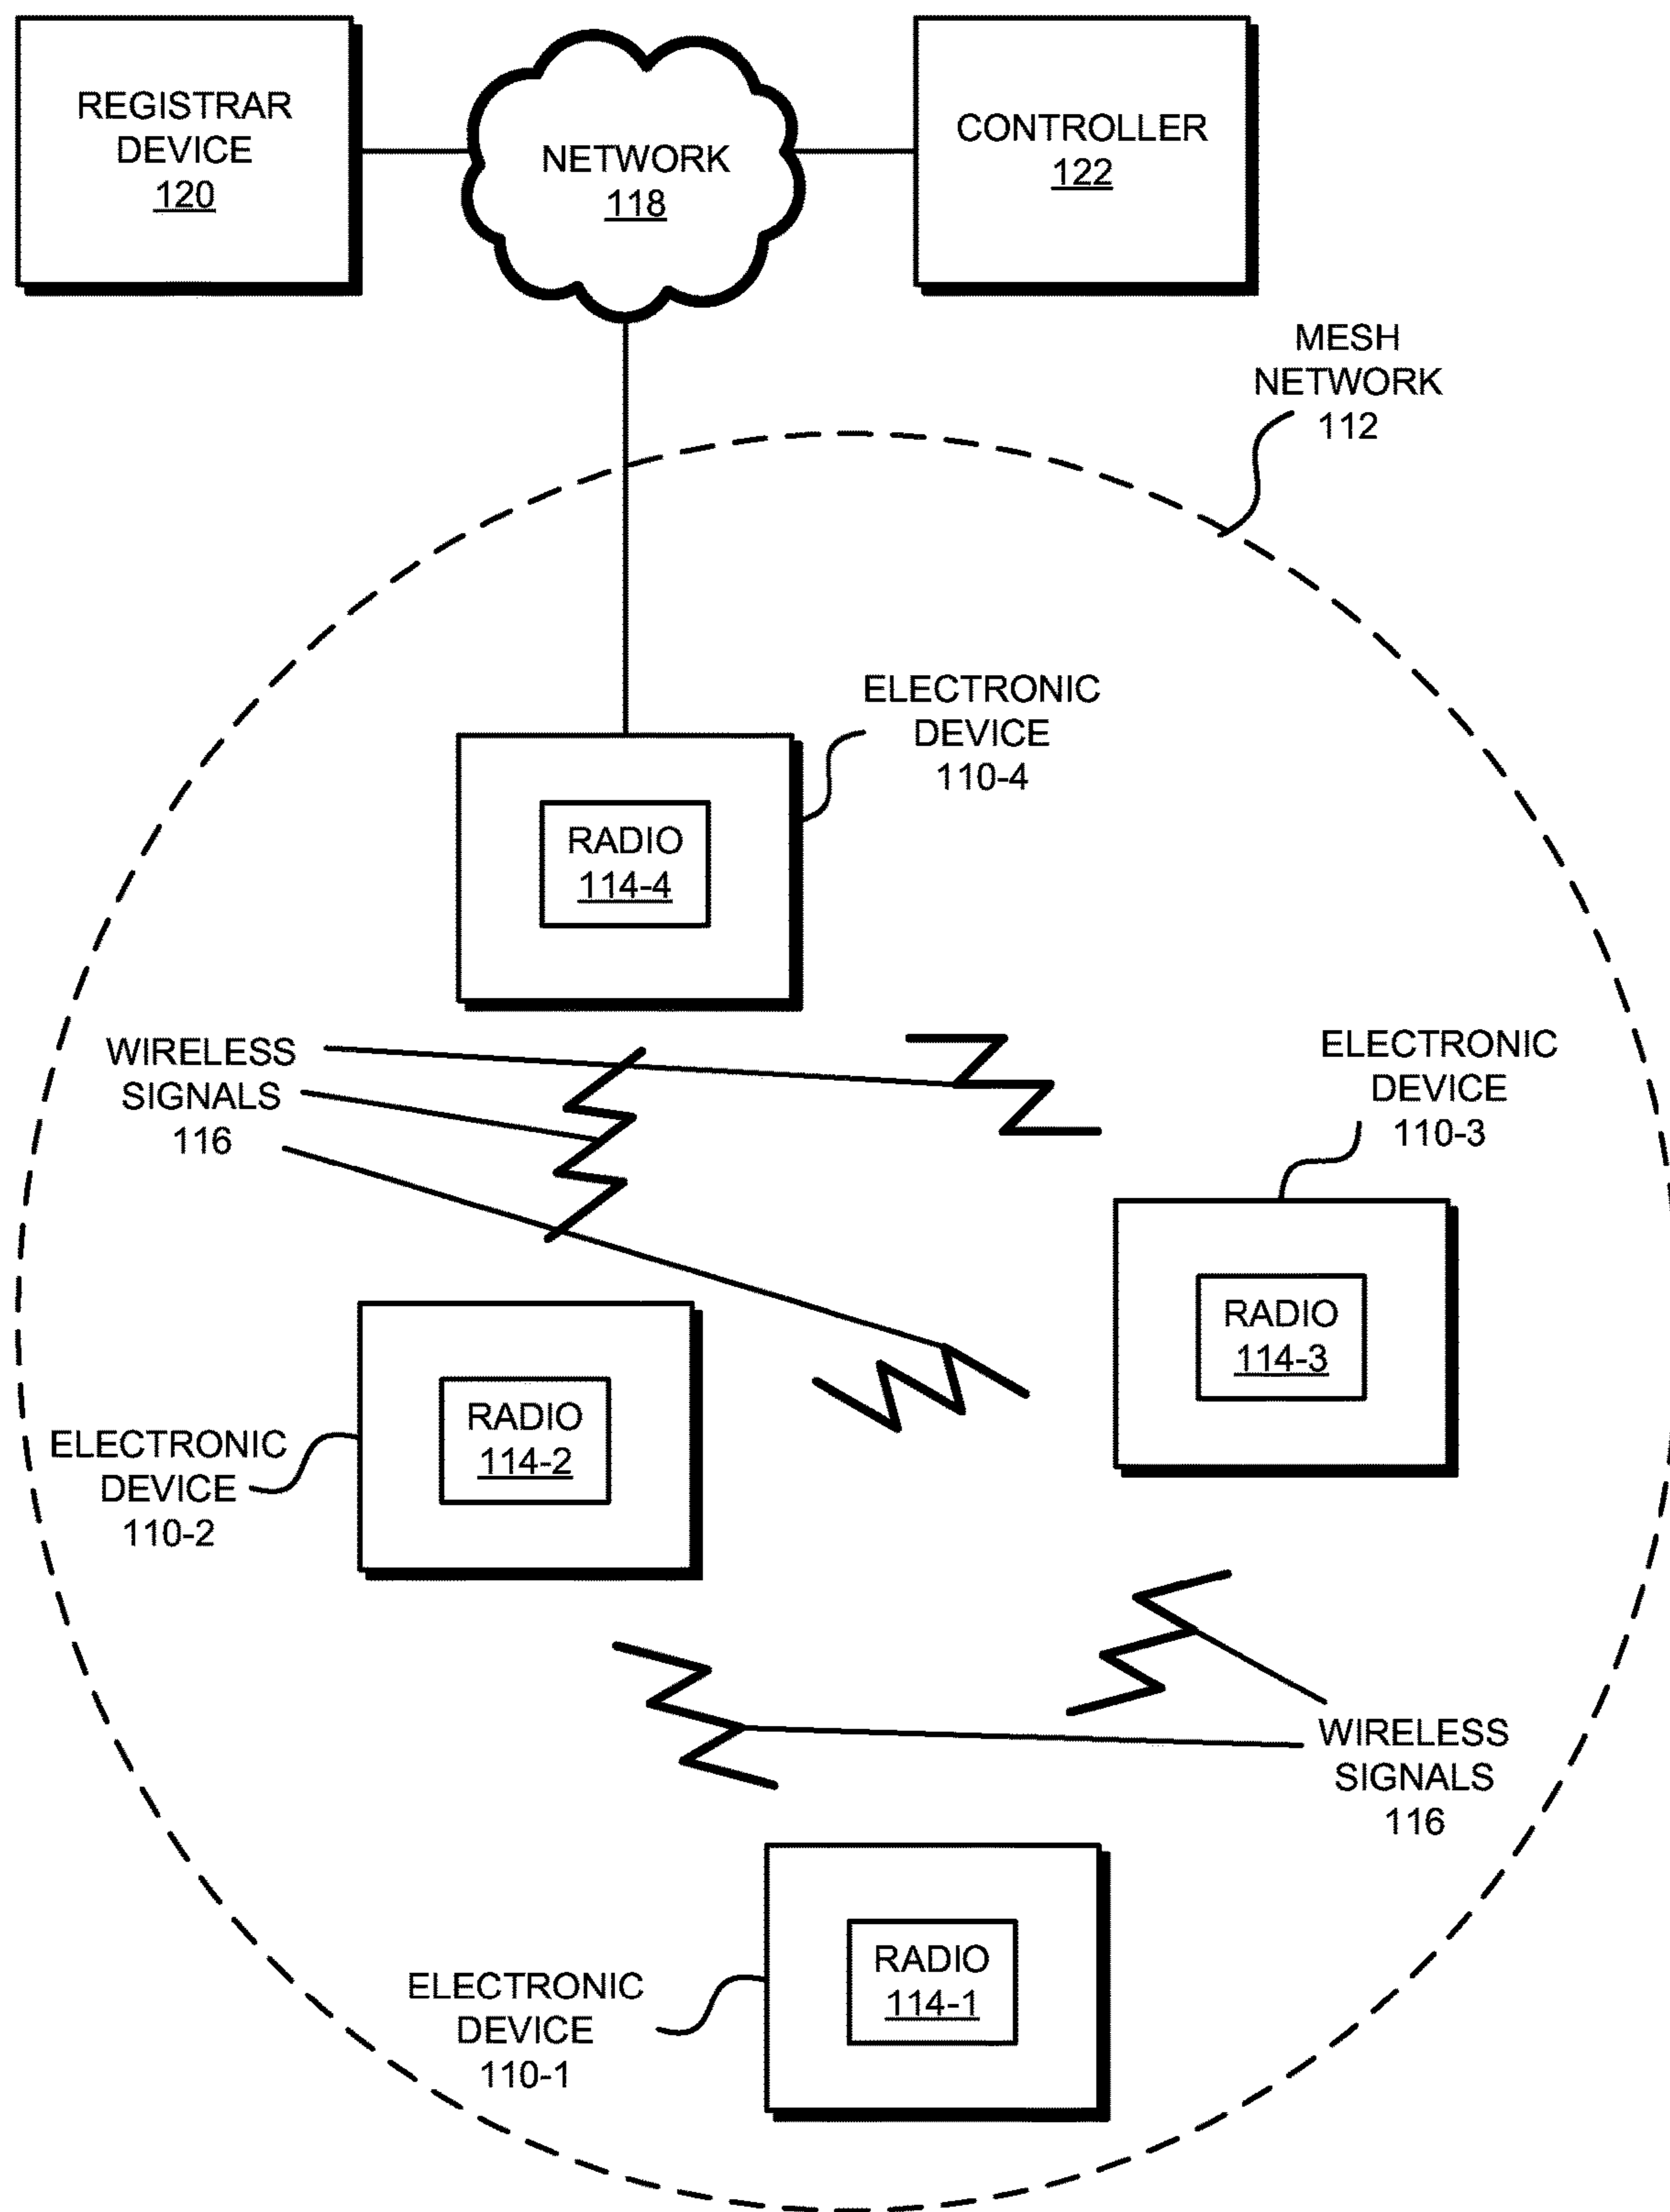 REGISTRAR
DEVICE
120
NETWORK
118
CONTROLLER
122
MESH
NETWORK
112
ELECTRONIC
DEVICE
110-4
RADIO
114-4
WIRELESS
SIGNALS
116
ELECTRONIC
DEVICE
110-3
RADIO
114-3
RADIO
114-2
ELECTRONIC
DEVICE
110-2
WIRELESS
SIGNALS
116
RADIO
114-1
ELECTRONIC
DEVICE
110-1